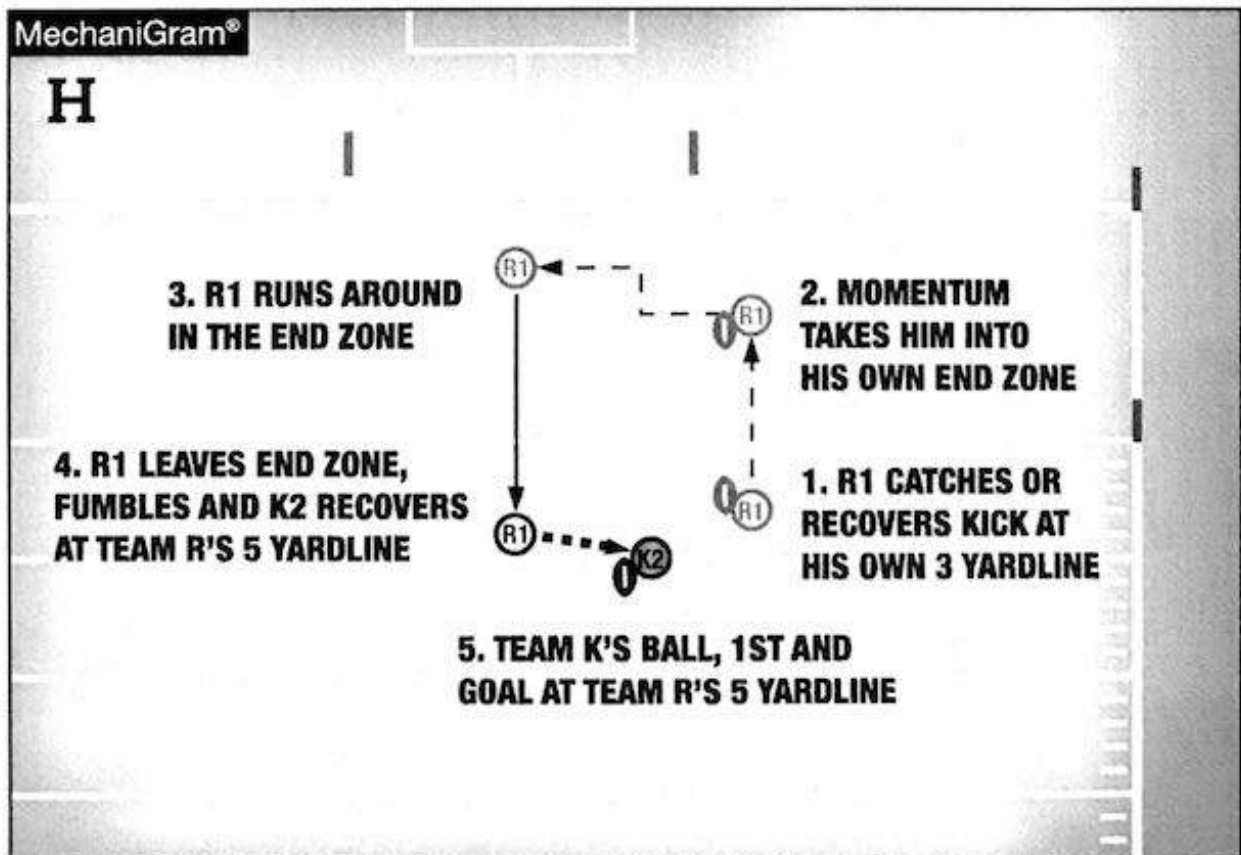 MechaniGram®
H
3. R1 RUNS AROUND
IN THE END ZONE
R1
R1
2. MOMENTUM
TAKES HIM INTO
HIS OWN END ZONE
4. R1 LEAVES END ZONE,
FUMBLES AND K2 RECOVERS
AT TEAM R'S 5 YARDLINE
R1
K2
R1
1. R1 CATCHES OR
RECOVERS KICK AT
HIS OWN 3 YARDLINE
5. TEAM K'S BALL, 1ST AND
GOAL AT TEAM R'S 5 YARDLINE